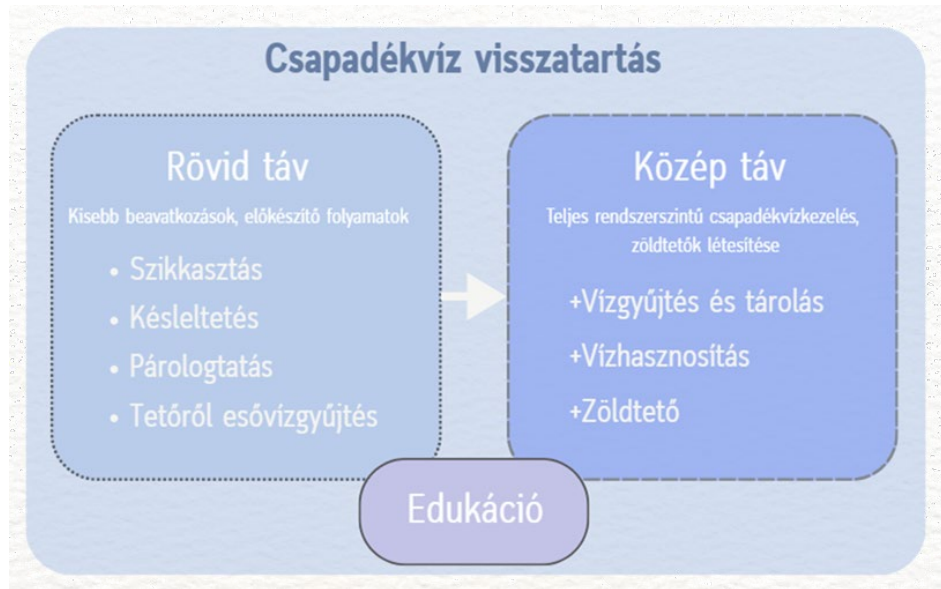 Csapadékvíz visszatartás
Rövid táv
Kisebb beavatkozások, előkészítő folyamatok
• Szikkasztás
• Késleltetés
• Párologtatás
• Tetőről esővízgyűjtés
Közép táv
Teljes rendszerszintű csapadékvízkezelés,
zöldtetők létesítése
+Vízgyűjtés és tárolás
+Vízhasznosítás
+Zöldtető
Edukáció